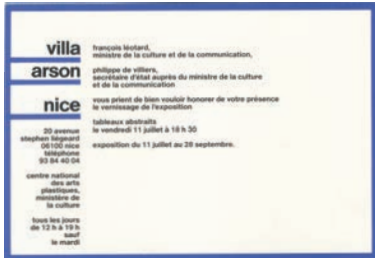 villa
arson
nice
20 avenue
stephen liégeard
06100 nice
téléphone
93 84 40 04
centre national
des arts
plastiques,
ministère de
la culture
tous les jours
de 12 h à 19 h
sauf
le mardi
françois léotard,
ministre de la culture et de la communication,
philippe de villiers,
secrétaire d'état auprès du ministre de la culture
et de la communication
vous prient de bien vouloir honorer de votre présence
le vernissage de l'exposition
tableaux abstraits
le vendredi 11 juillet à 18 h 30
exposition du 11 juillet au 28 septembre.